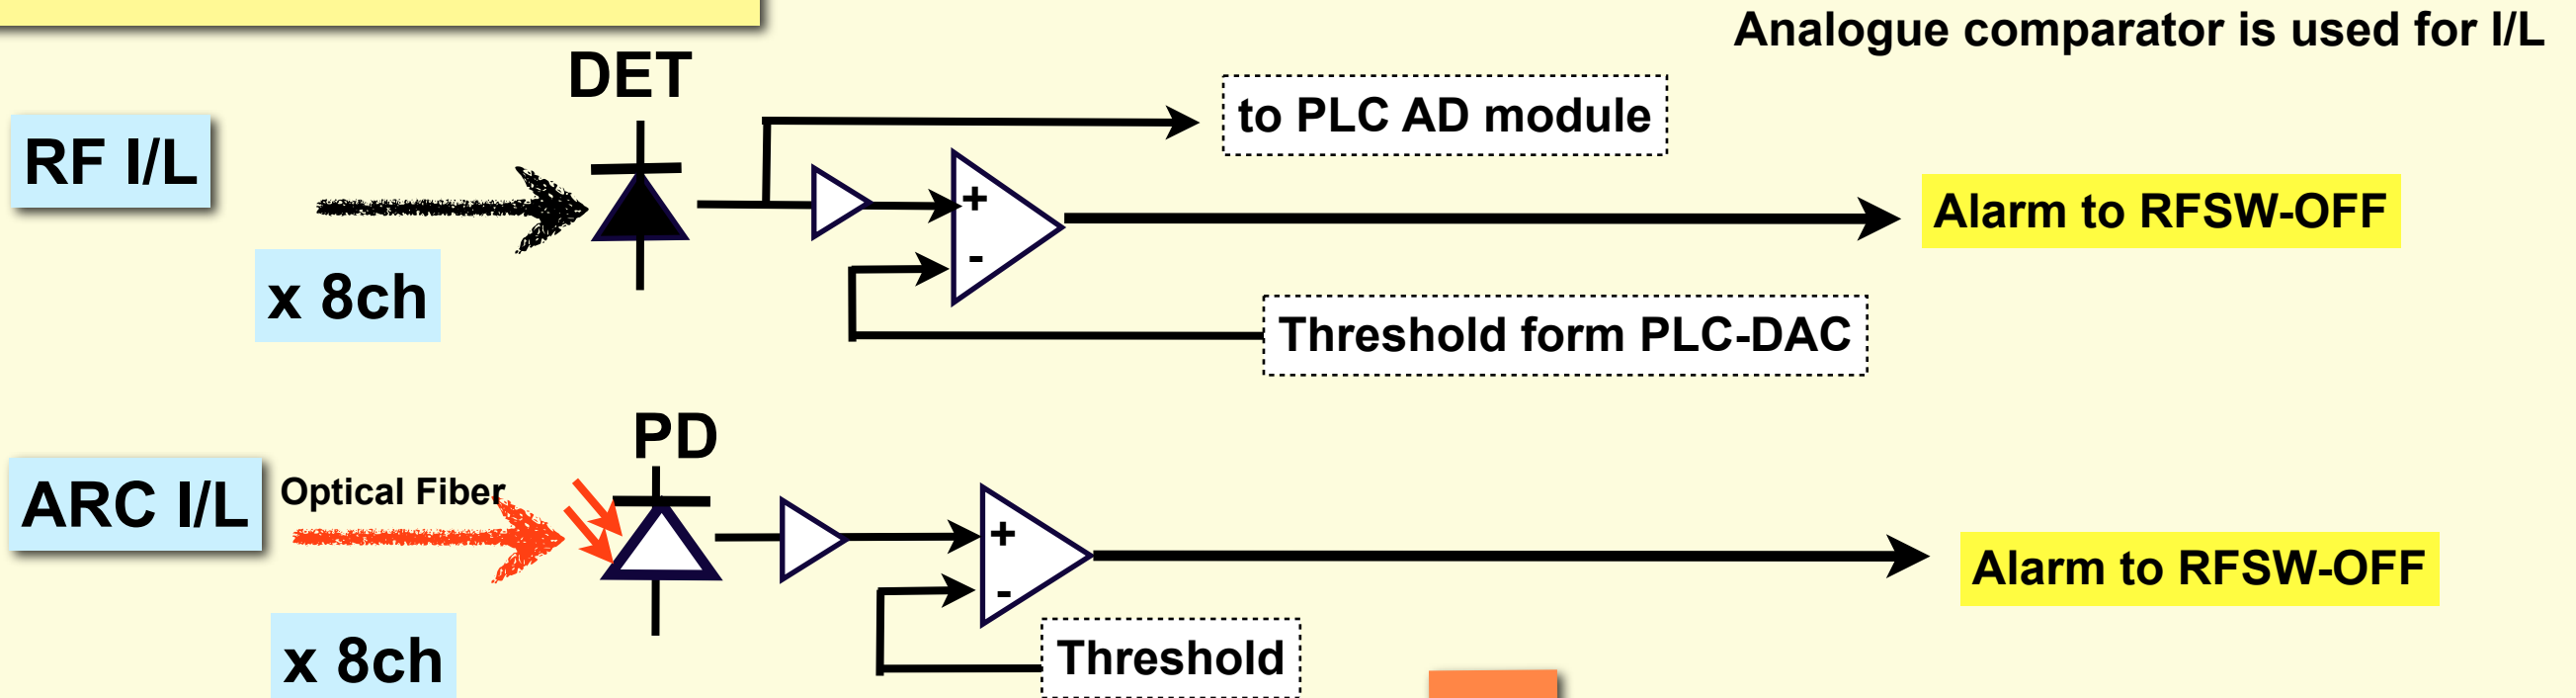 Analogue comparator is used for I/L
DET
to PLC AD module
RF I/L
+
Alarm to RFSW-OFF
-
x 8ch
Threshold form PLC-DAC
PD
ARC I/L
Optical Fiber
+
Alarm to RFSW-OFF
-
x 8ch
Threshold